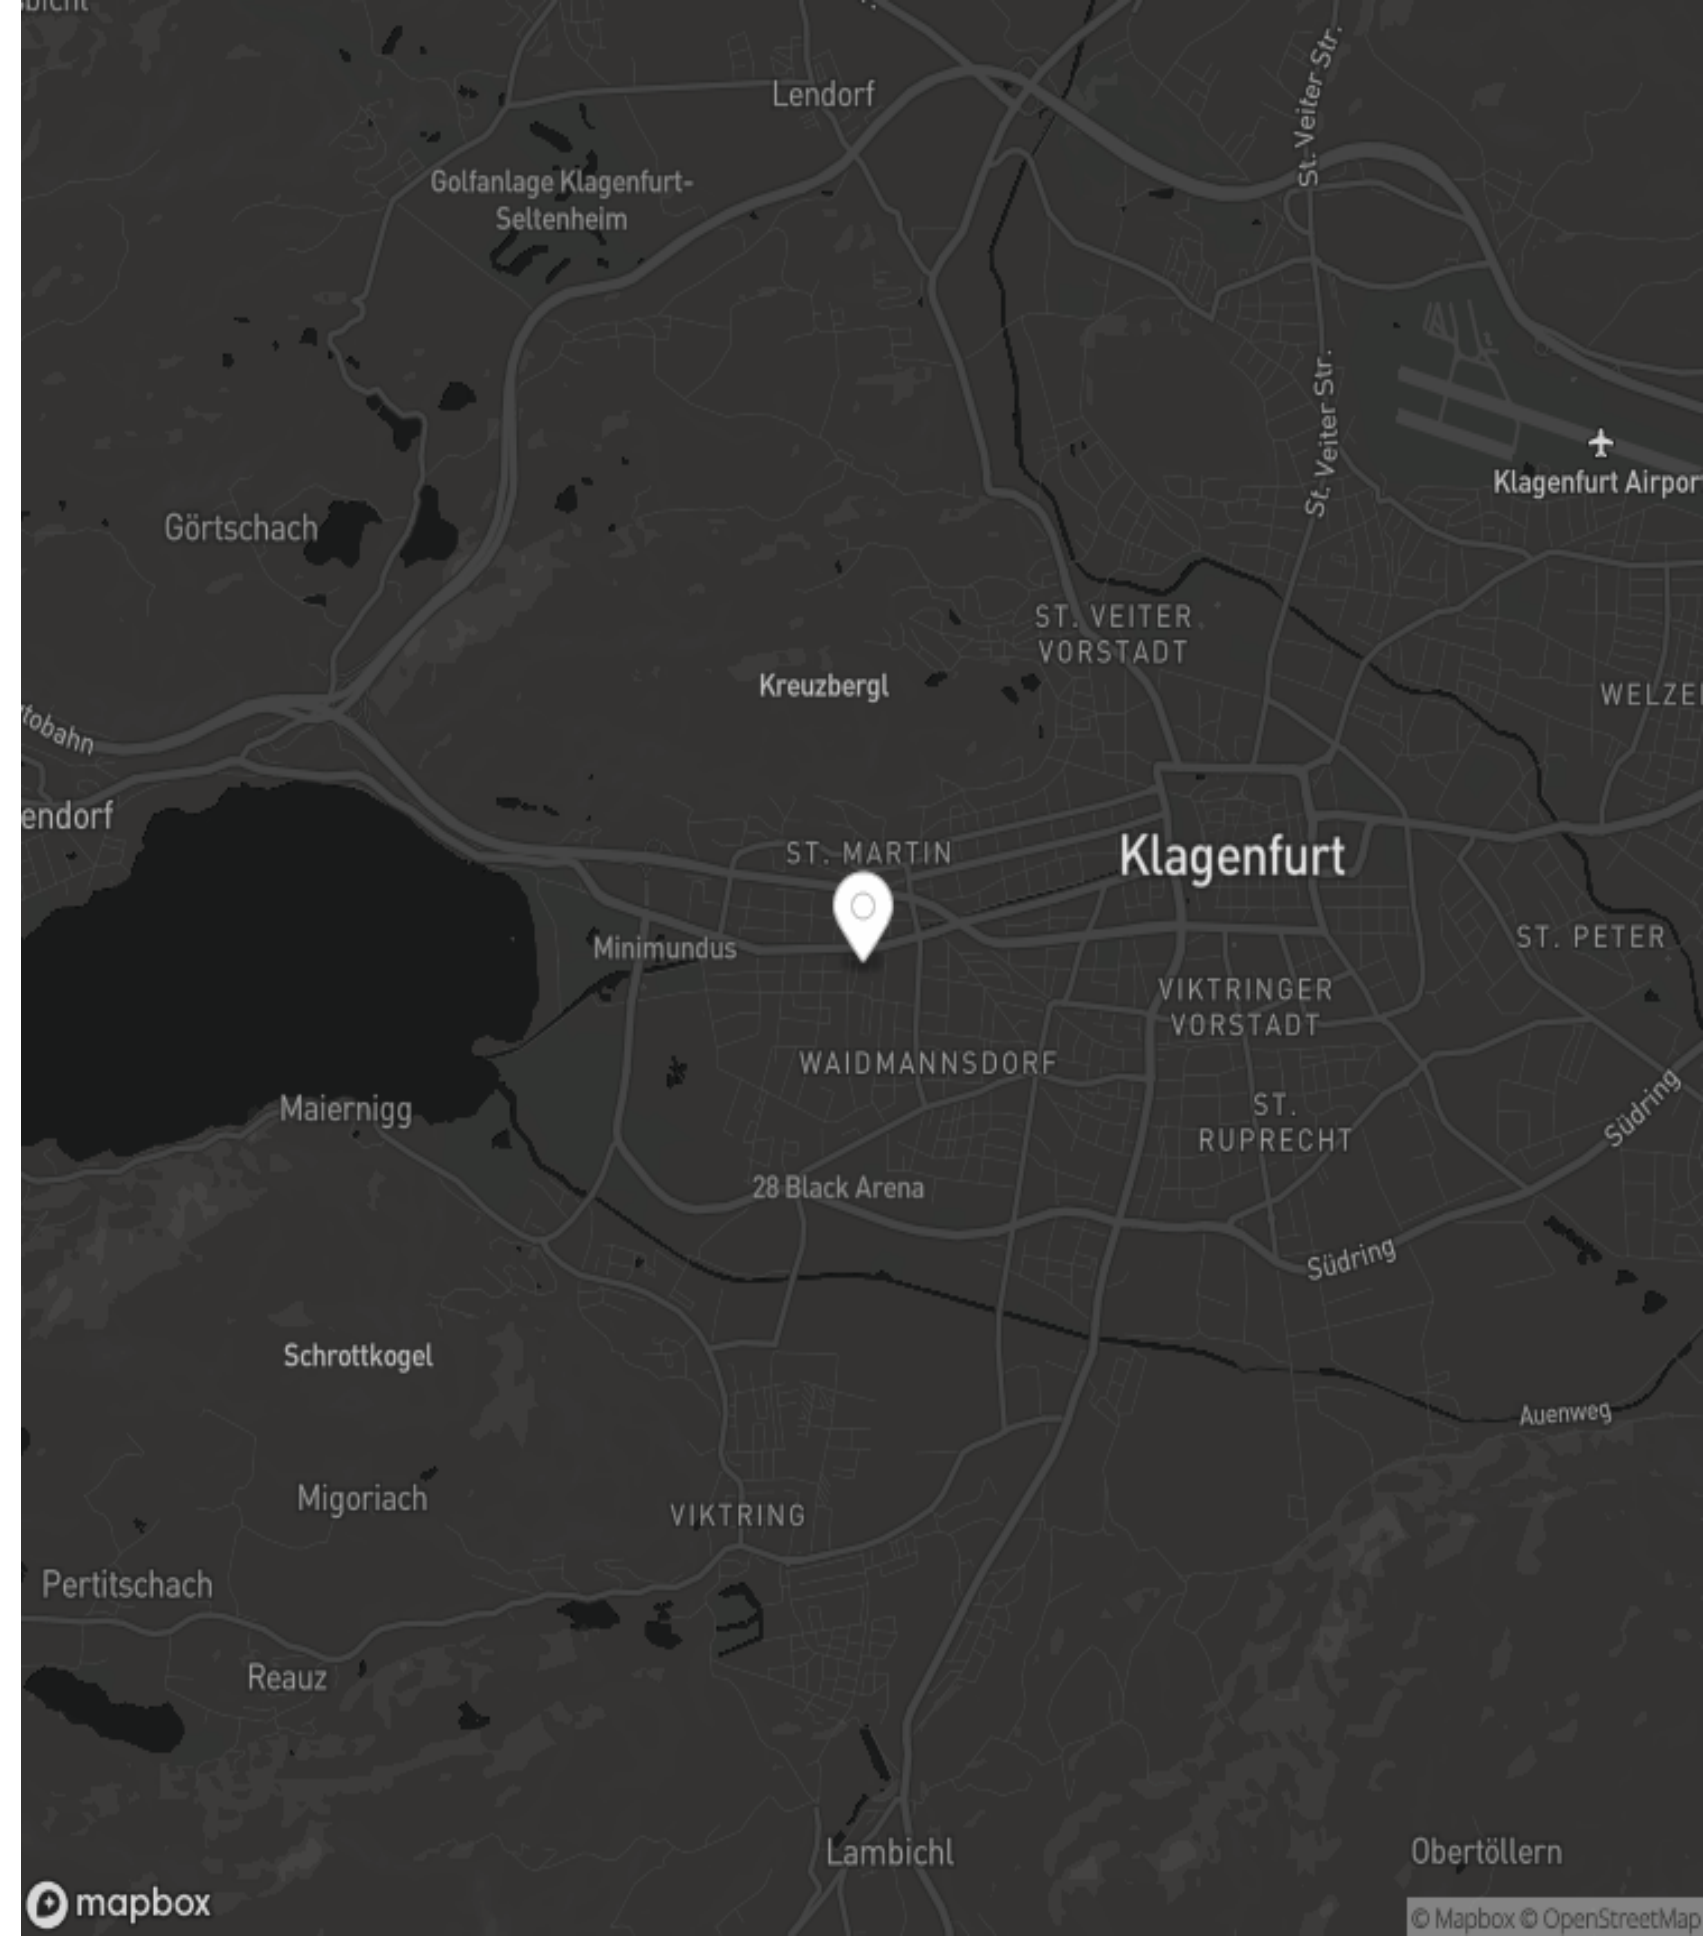 Lendorf
St. Veiter Str.
Golfanlage Klagenfurt-
Seltenheim
St. Veiter Str.
Klagenfurt Airpor
Görtschach
ST. VEITER
VORSTADT
Kreuzbergl
WELZE
tobahn
endorf
ST. MARTIN
Klagenfurt
Minimundus
ST. PETER
VIKTRINGER
VORSTADT
WAIDMANNSDORF
Maiernigg
ST.
RUPRECHT
Südring
28 Black Arena
Südring
Schrottkogel
Auenweg
Migoriach
VIKTRING
Pertitschach
Reauz
Lambichl
Obertöllern
mapbox
© Mapbox © OpenStreetMap